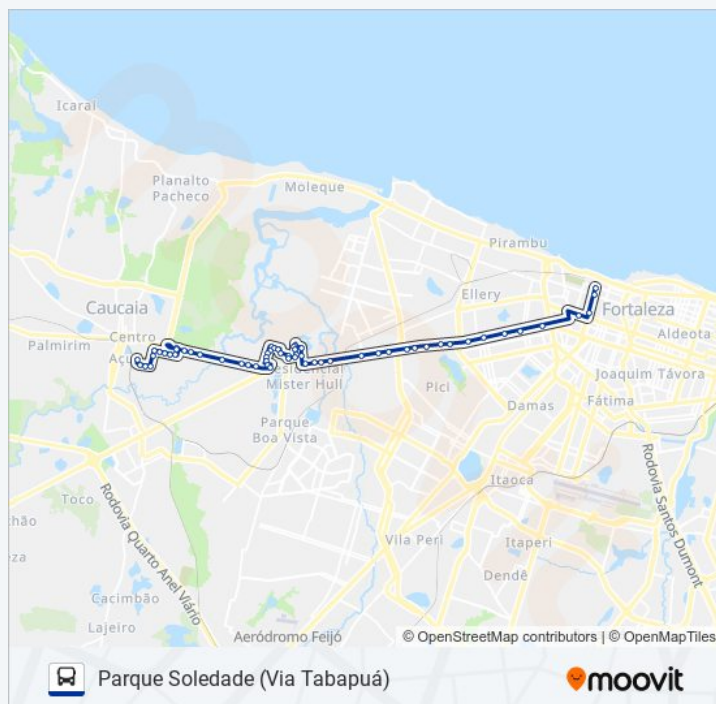 Icaraí
Planalto
Pacheco
Moleque
Pirambu
Ellery
Fortaleza
Caucaia
Centro
Palmirim
Açu
Aldeota
Joaquim Távora
Residencial
Mister Hull
Pici
Fátima
Damas
Parque
Boa Vista
Itaoca
Toco
Rodovia Quarto Anel Viário
Rodovia Santos Dumont
Vila Peri
Itaperi
Dendê
Cacimbão
Lajeiro
Aeródromo Feijó
© OpenStreetMap contributors | © OpenMapTiles
Parque Soledade (Via Tabapuá)
moovit